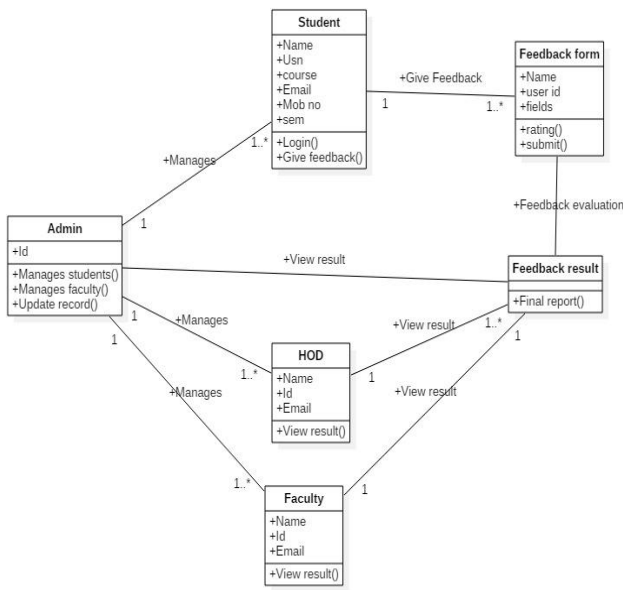 Student
+Name
+Usn
+course
+Email
+Mob no
+sem
+Login()
+Give feedback()
+Give Feedback
1
1..*
Feedback form
+Name
+user id
+fields
+rating()
+submit()
+Manages
1..*
1
+Feedback evaluation
Admin
+Id
+Manages students()
+Manages faculty()
+Update record()
+View result
Feedback result
+Final report()
+Manages
1
1..*
+View result
1..*
1
HOD
+Name
+Id
+Email
+View result()
+Manages
1
1..*
+View result
1
1
Faculty
+Name
+Id
+Email
+View result()